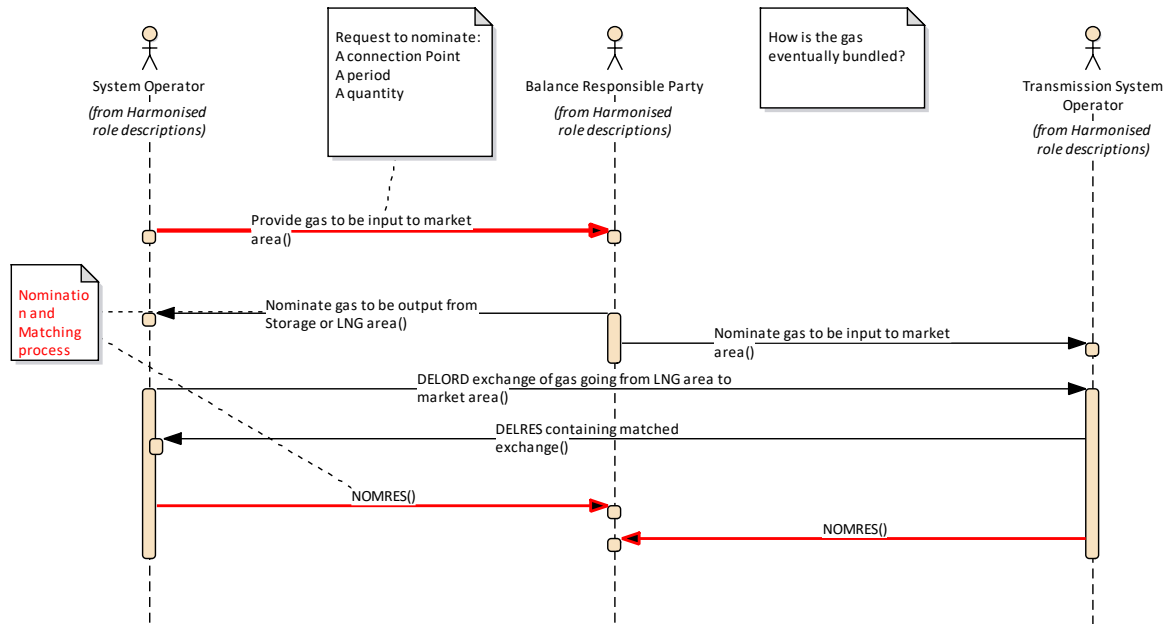 Request to nominate:
A connection Point
A period
A quantity
How is the gas
eventually bundled?
System Operator
(from Harmonised
role descriptions)
Balance Responsible Party
(from Harmonised
role descriptions)
Transmission System
Operator
(from Harmonised
role descriptions)
Provide gas to be input to market
area()
Nominatio
n and
Matching
process
Nominate gas to be output from
Storage or LNG area()
Nominate gas to be input to market
area()
DELORD exchange of gas going from LNG area to
market area()
DELRES containing matched
exchange()
NOMRES()
NOMRES()